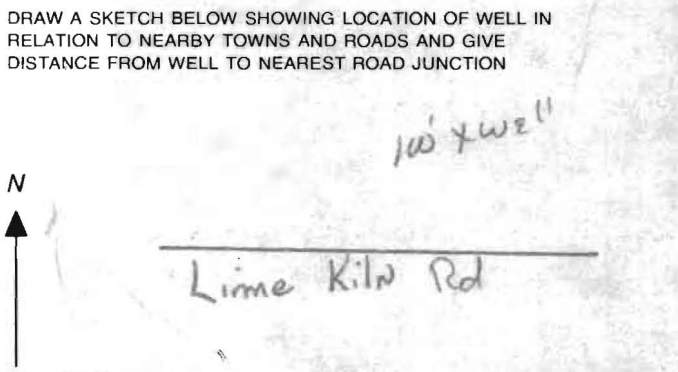 DRAW A SKETCH BELOW SHOWING LOCATION OF WELL IN
RELATION TO NEARBY TOWNS AND ROADS AND GIVE
DISTANCE FROM WELL TO NEAREST ROAD JUNCTION
100' x well
N
Lime Kiln Rd